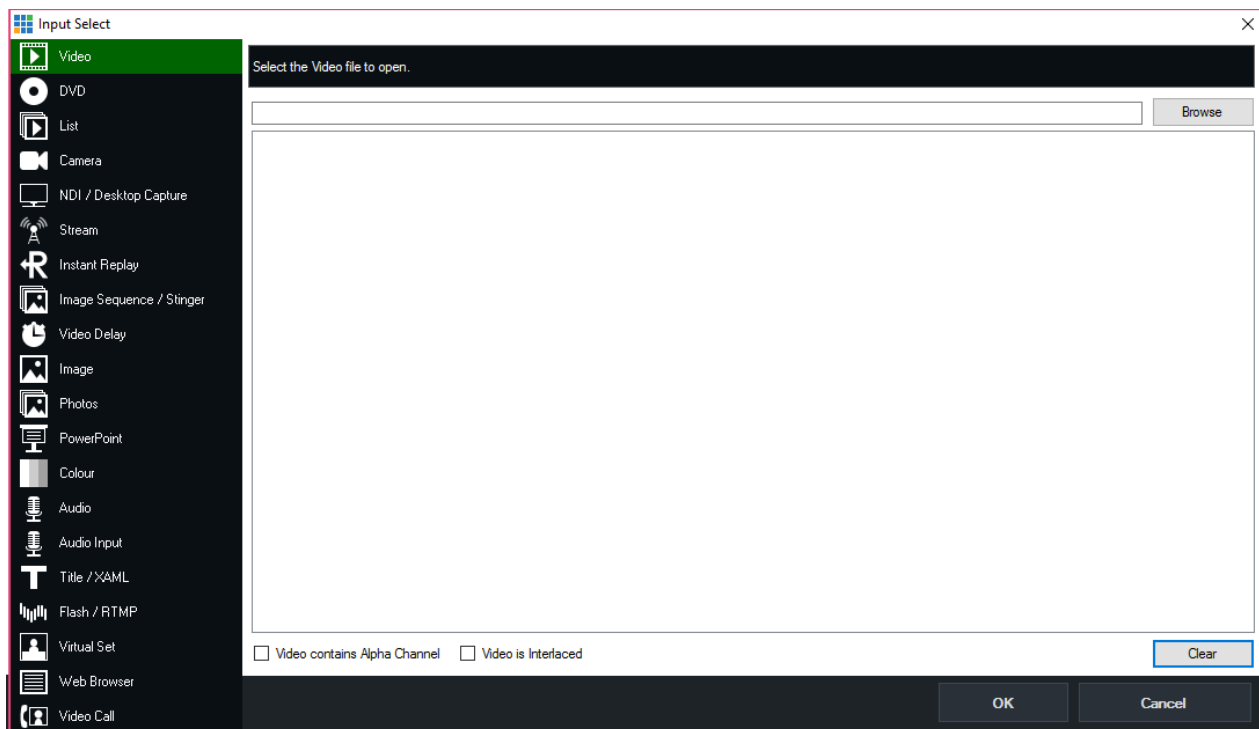 Input Select
Video
DVD
List
Camera
NDI / Desktop Capture
Stream
Instant Replay
Image Sequence / Stinger
Video Delay
Image
Photos
PowerPoint
Colour
Audio
Audio Input
Title / XAML
Flash / RTMP
Virtual Set
Web Browser
Video Call
Select the Video file to open.
Browse
Video contains Alpha Channel
Video is Interlaced
Clear
OK
Cancel